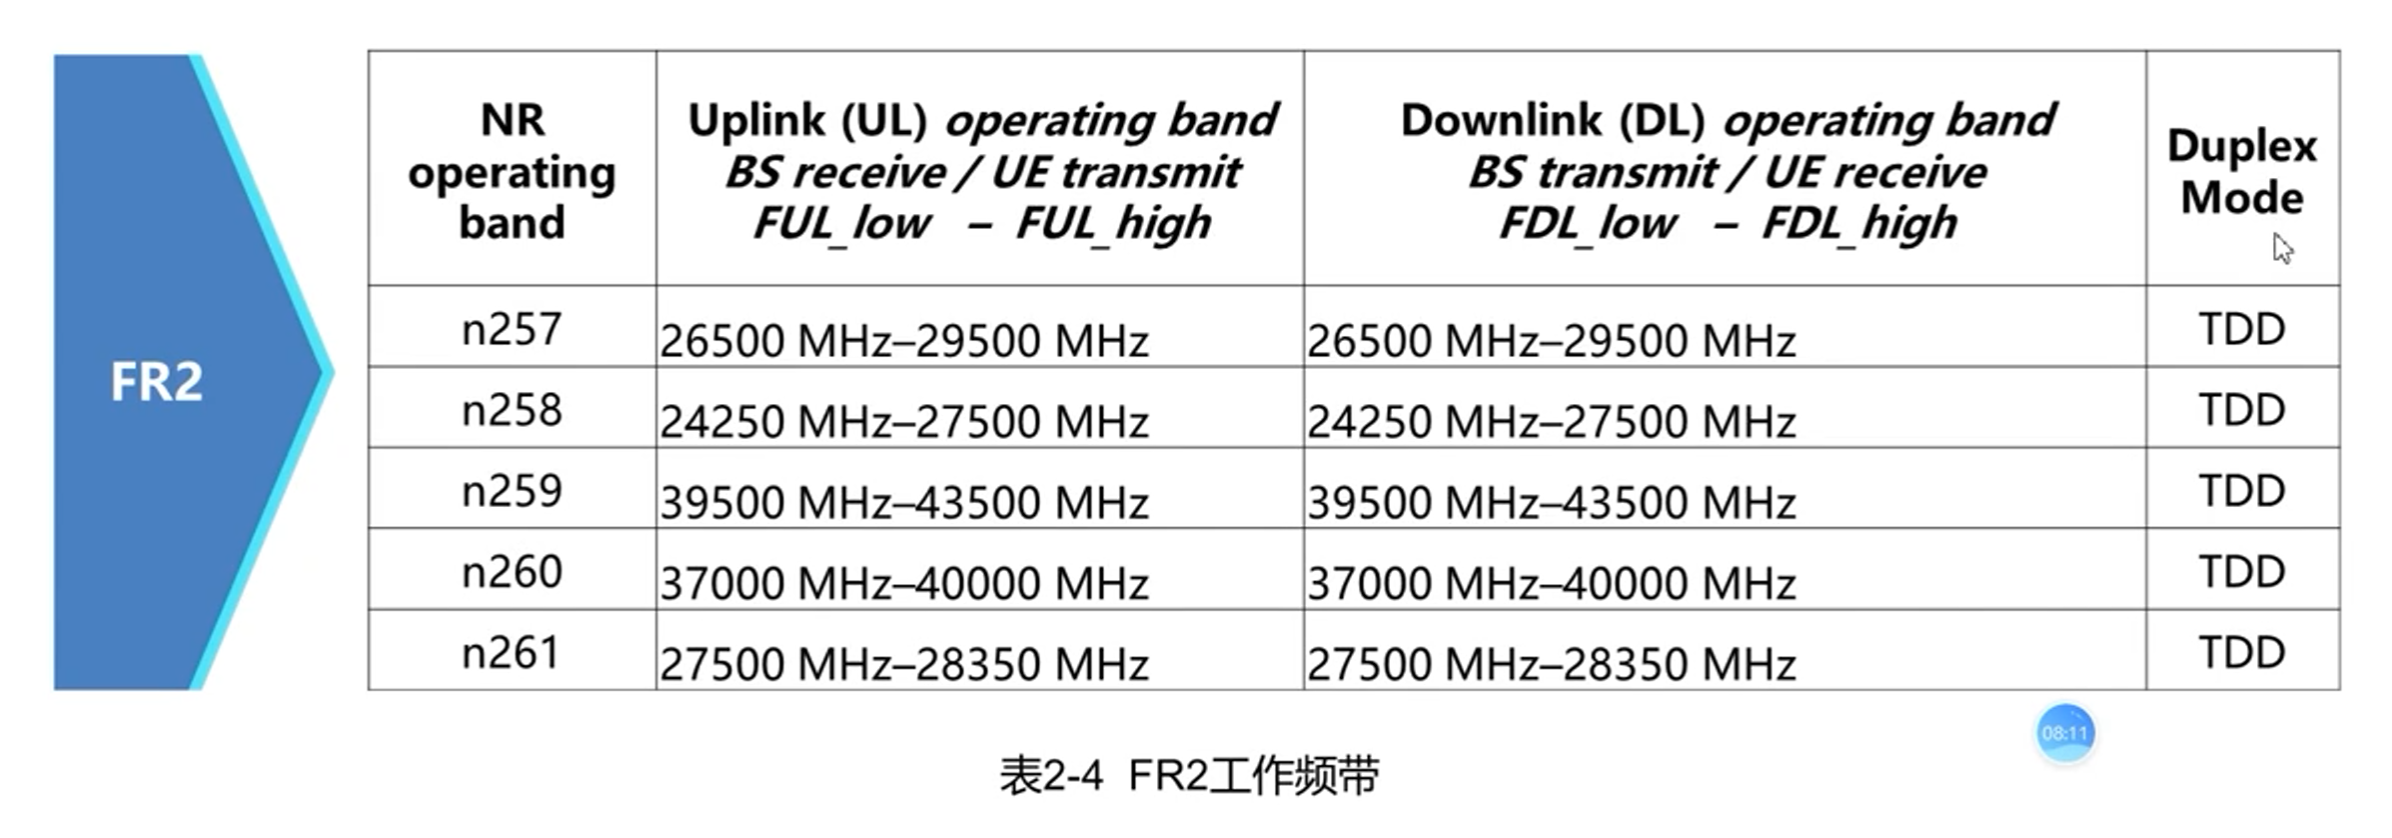 FR2
NR
operating
band
Uplink (UL) operating band
BS receive / UE transmit
FUL_low – FUL_high
Downlink (DL) operating band
BS transmit / UE receive
FDL_low – FDL_high
Duplex
Mode
n257 26500 MHz–29500 MHz 26500 MHz–29500 MHz TDD
n258 24250 MHz–27500 MHz 24250 MHz–27500 MHz TDD
n259 39500 MHz–43500 MHz 39500 MHz–43500 MHz TDD
n260 37000 MHz–40000 MHz 37000 MHz–40000 MHz TDD
n261 27500 MHz–28350 MHz 27500 MHz–28350 MHz TDD
08:11
表2-4 FR2工作频带